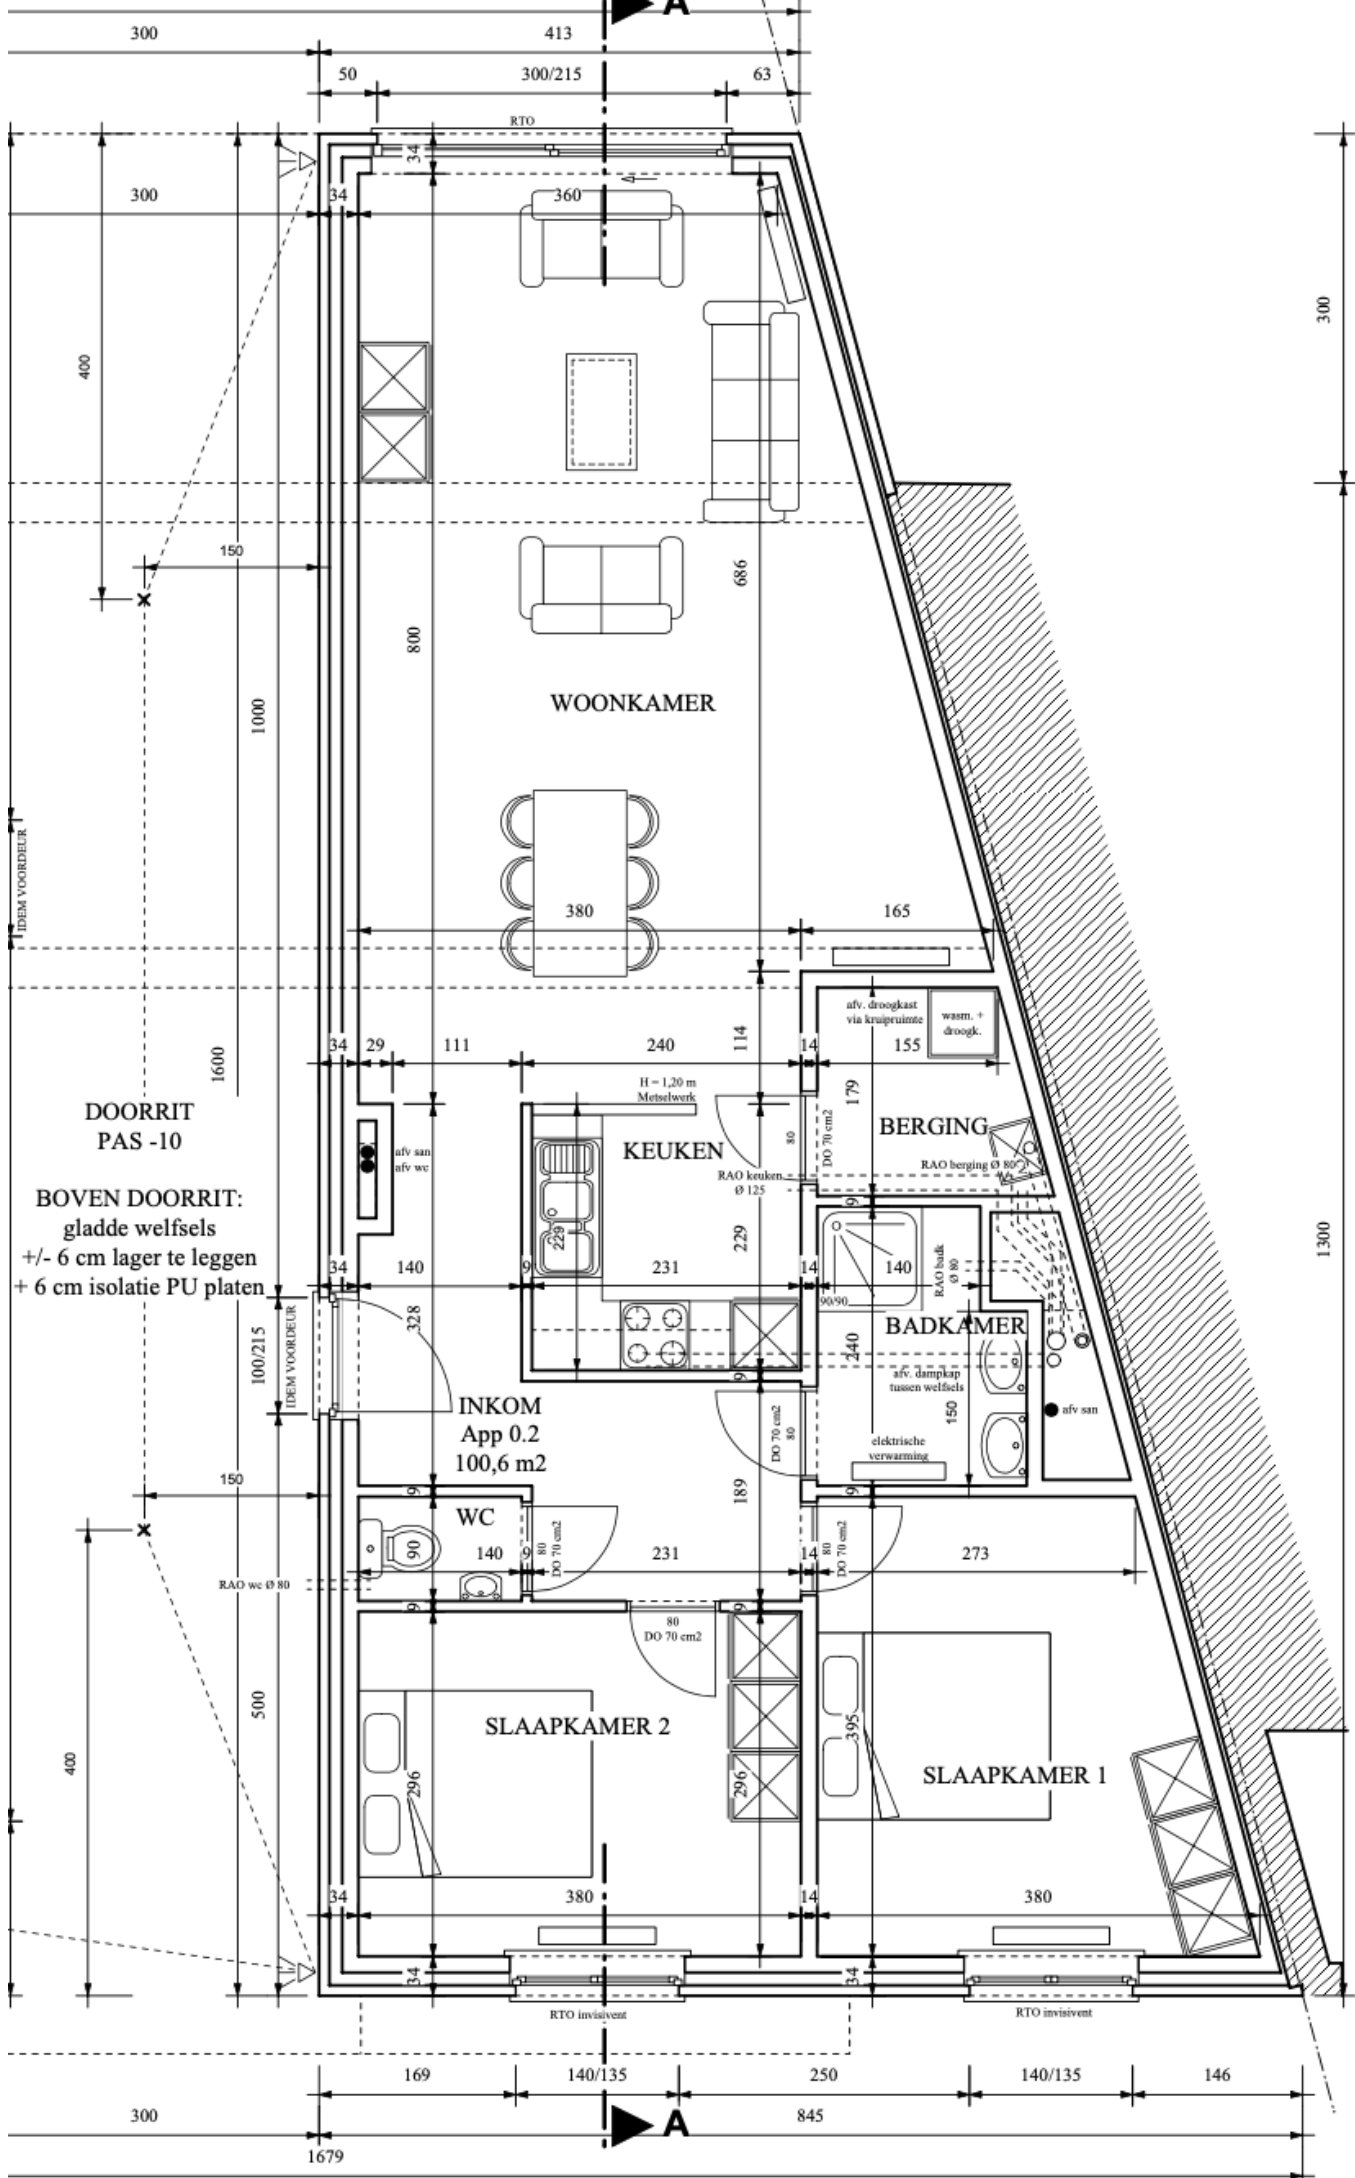 A
300
413
50
300/215
63
RTO
34
300
34
360
300
400
150
686
800
1000
WOONKAMER
IDEM VOORDEUR
380
165
afv. droogkast
via kruipruimte
wasm. +
droogk.
34
29
111
240
114
14
155
1600
H = 1,20 m
Metselwerk
179
DOORRIT
PAS -10
KEUKEN
80
DO 70 cm2
BERGING
afv san
afv wc
RAO keuken
Ø 125
RAO berging Ø 80
BOVEN DOORRIT:
gladde welfsels
+/- 6 cm lager te leggen
+ 6 cm isolatie PU platen
9
229
229
1300
34
140
9
231
14
140
RAO badk
Ø 80
90/90
328
BADKAMER
240
100/215
IDEM VOORDEUR
9
afv. dampkap
tussen welfsels
150
afv san
INKOM
App 0.2
100,6 m2
DO 70 cm2
80
elektrische
verwarming
150
9
189
9
WC
90
140
9
80
DO 70 cm2
231
14
80
DO 70 cm2
273
RAO wc Ø 80
9
9
80
DO 70 cm2
500
SLAAPKAMER 2
395
400
296
296
SLAAPKAMER 1
34
380
14
380
34
34
RTO invisivent
RTO invisivent
169
140/135
250
140/135
146
300
A
845
1679